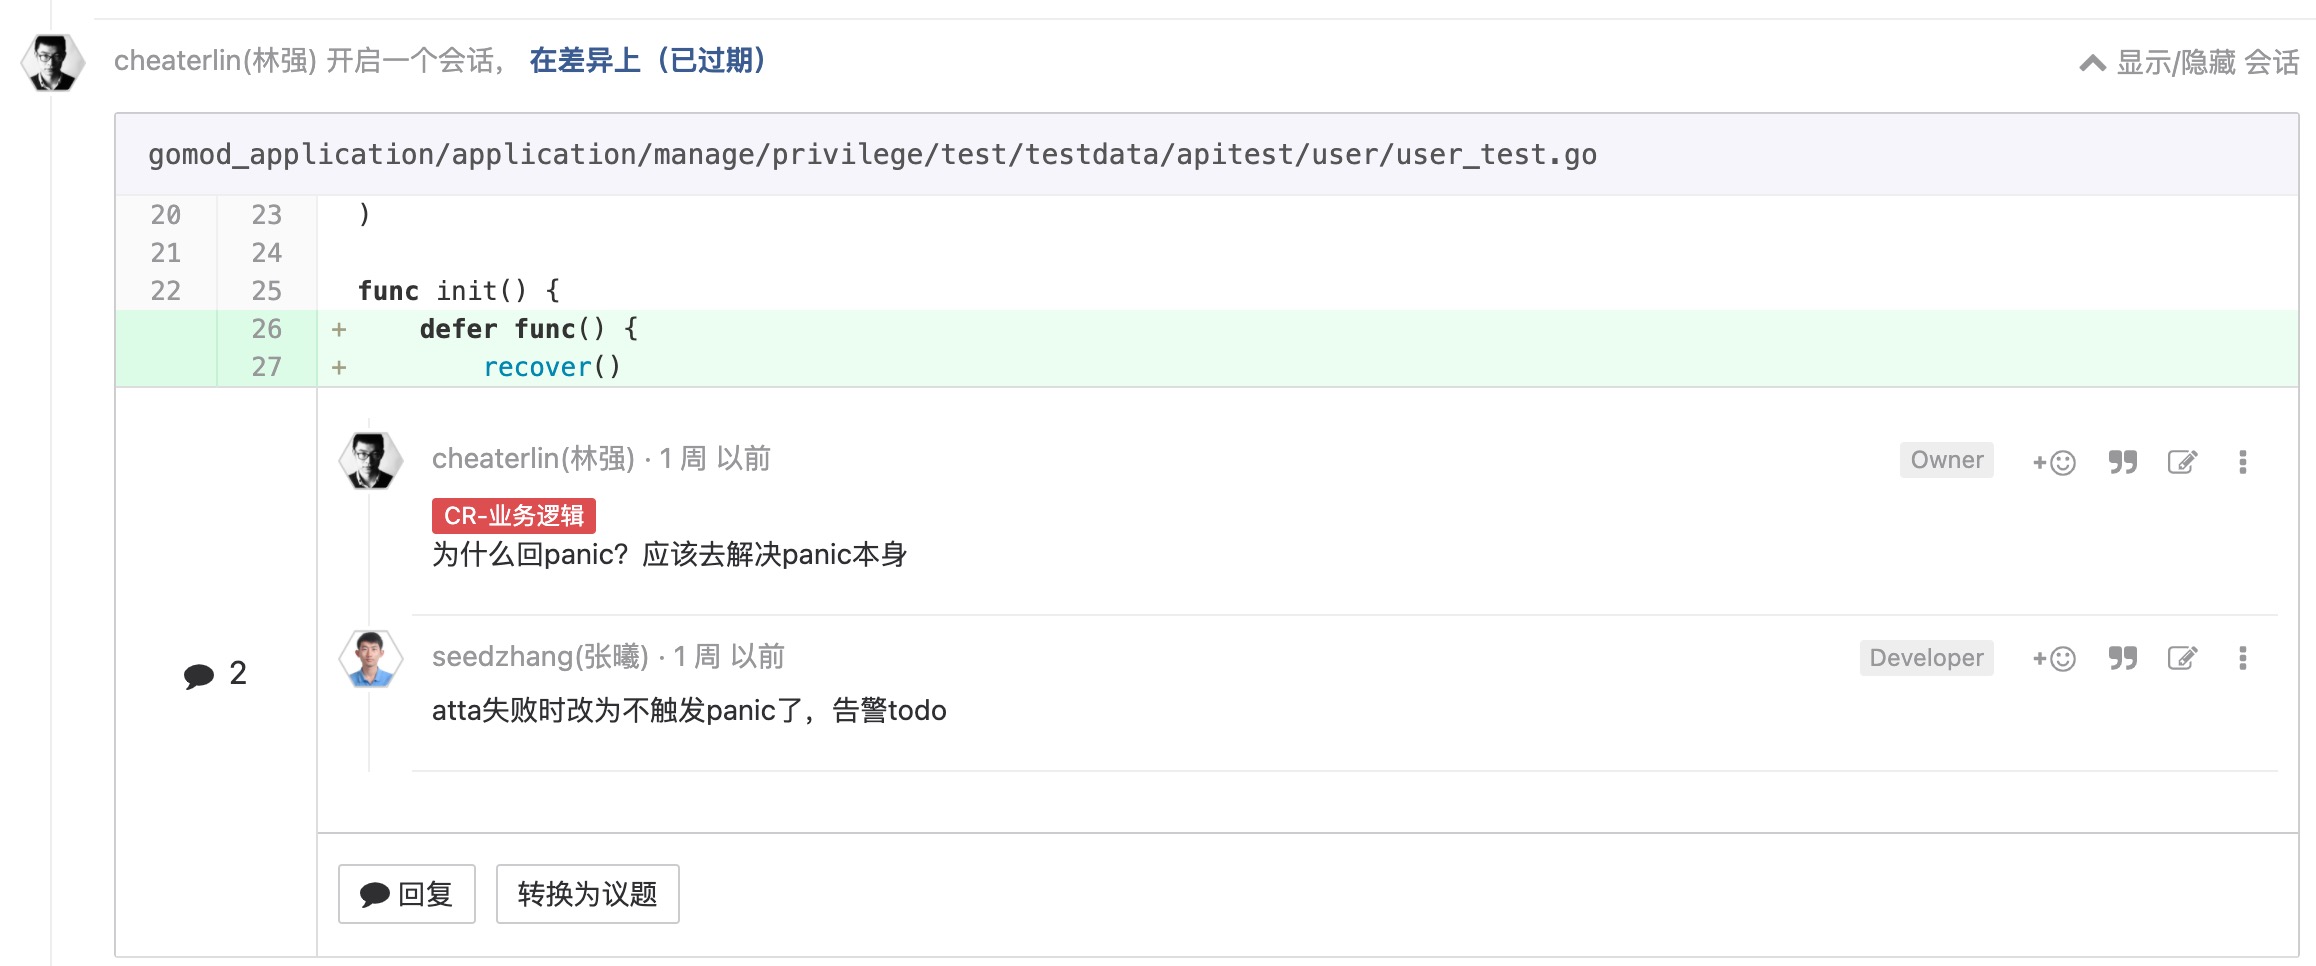 cheaterlin(林强) 开启一个会话， 在差异上（已过期）
显示/隐藏 会话
gomod_application/application/manage/privilege/test/testdata/apitest/user/user_test.go
20 23 )
21 24
22 25 func init() {
26 + defer func() {
27 + recover()
cheaterlin(林强) · 1 周 以前
Owner
CR-业务逻辑
为什么回panic？应该去解决panic本身
2
seedzhang(张曦) · 1 周 以前
Developer
atta失败时改为不触发panic了，告警todo
回复
转换为议题